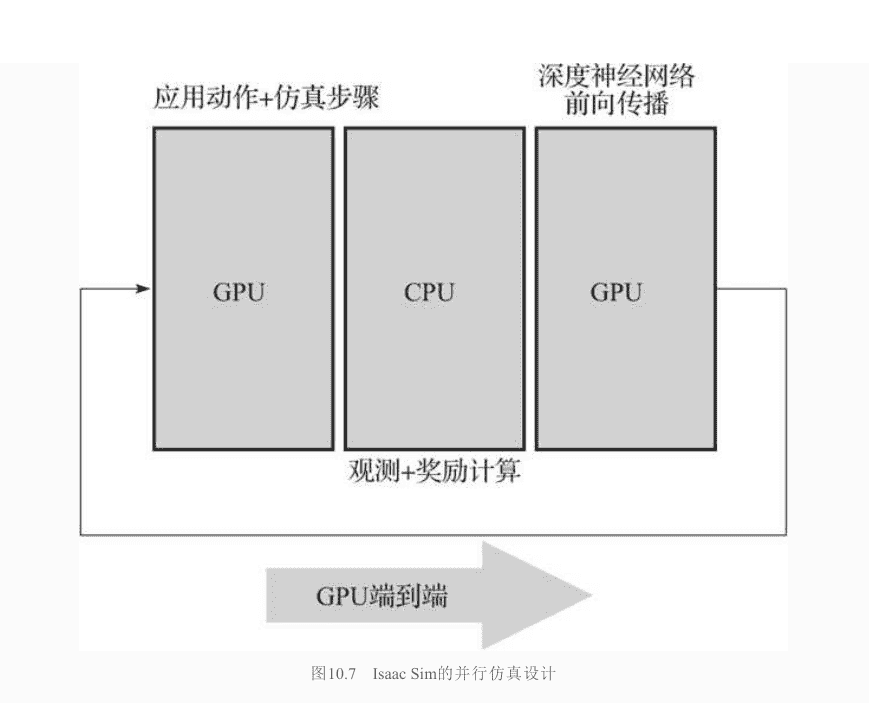 应用动作+仿真步骤
深度神经网络
前向传播
GPU
CPU
GPU
观测+奖励计算
GPU端到端
图10.7 Isaac Sim的并行仿真设计